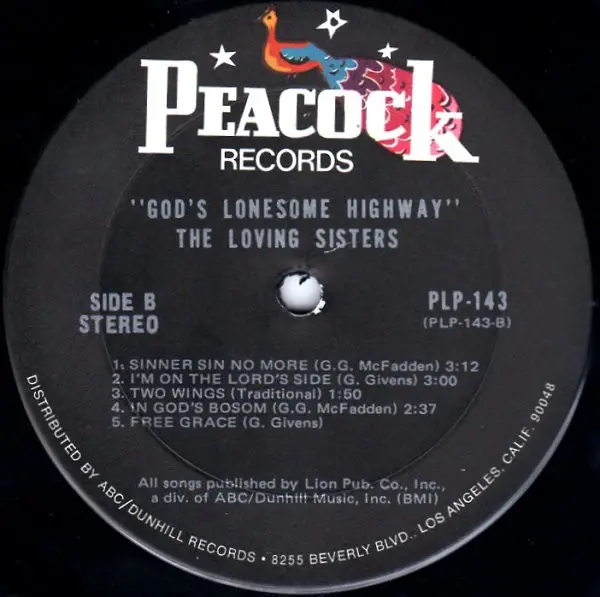 PEACOCK
RECORDS
"GOD'S LONESOME HIGHWAY"
THE LOVING SISTERS
SIDE B
STEREO
PLP-143
(PLP-143-B)
1. SINNER SIN NO MORE (G.G. McFadden) 3:12
2. I'M ON THE LORD'S SIDE (G. Givens) 3:00
3. TWO WINGS (Traditional) 1:50
4. IN GOD'S BOSOM (G.G. McFadden) 2:37
5. FREE GRACE (G. Givens)
All songs published by Lion Pub. Co., Inc.,
a div. of ABC/Dunhill Music, Inc. (BMI)
DISTRIBUTED BY ABC/DUNHILL RECORDS • 8255 BEVERLY BLVD., LOS ANGELES, CALIF. 90048